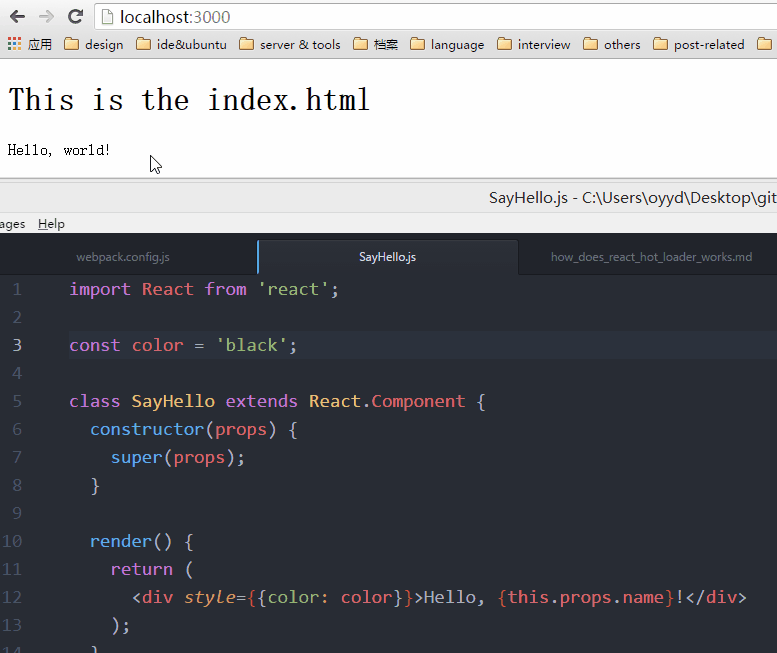 localhost:3000
应用 design ide&ubuntu server & tools 档案 language interview others post-related
This is the index.html
Hello, world!
SayHello.js - C:\Users\oyyd\Desktop\git
ages Help
webpack.config.js SayHello.js how_does_react_hot_loader_works.md
1 import React from 'react';
2
3 const color = 'black';
4
5 class SayHello extends React.Component {
6 constructor(props) {
7 super(props);
8 }
9
10 render() {
11 return (
12 <div style={{color: color}}>Hello, {this.props.name}!</div>
13 );
14 }